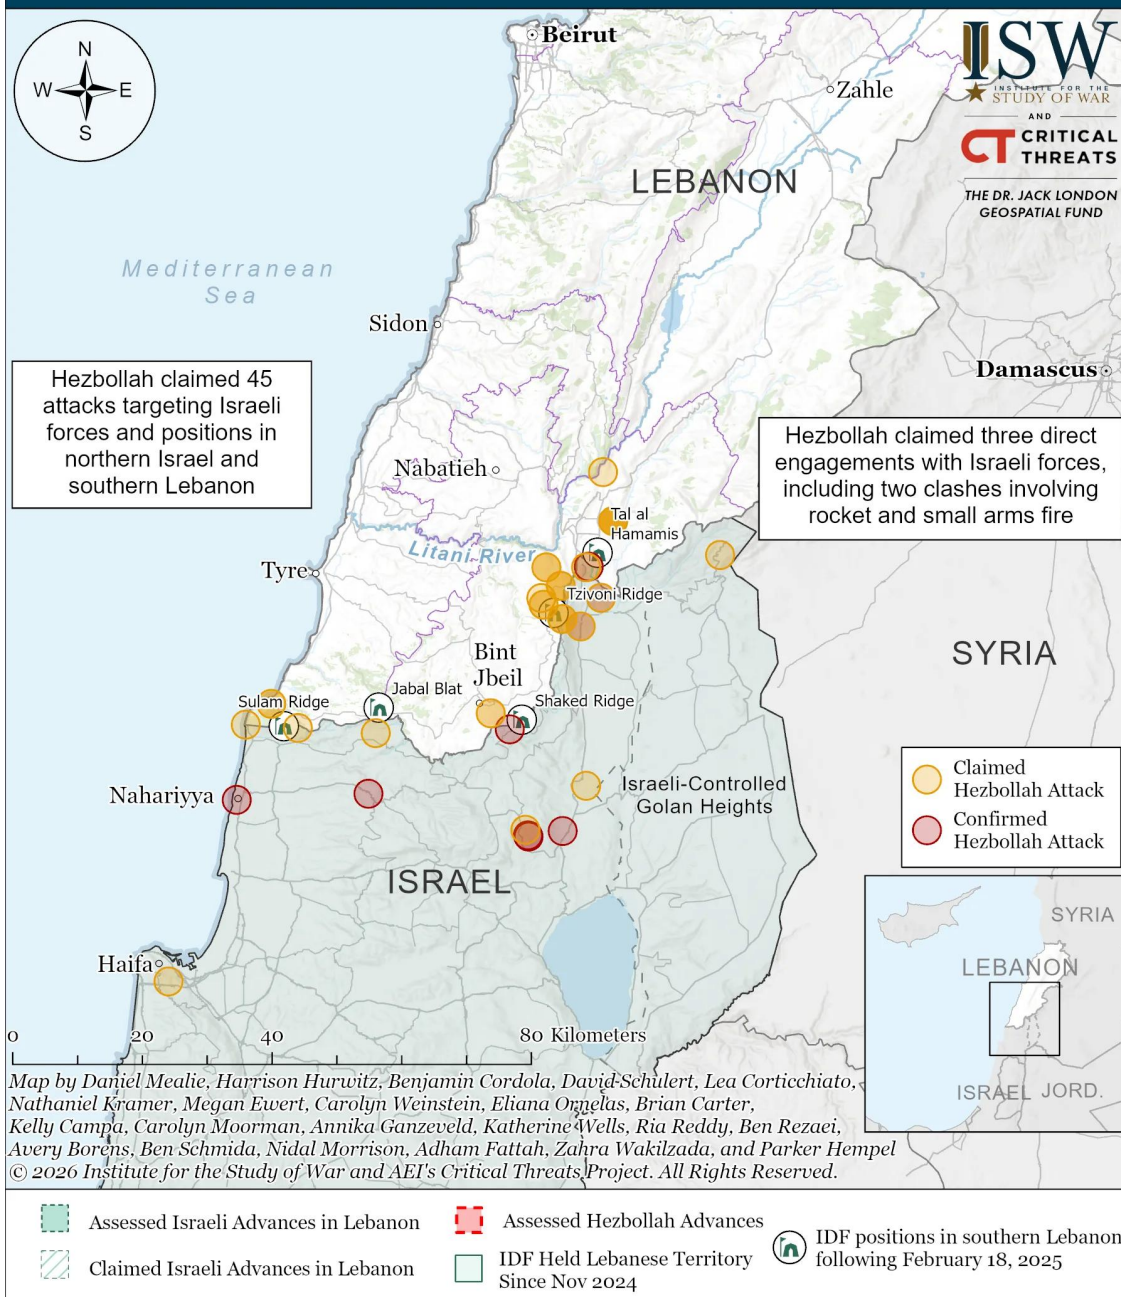 N
W
E
S
Beirut
Zahle
ISW
INSTITUTE FOR THE
STUDY OF WAR
AND
CT CRITICAL
THREATS
THE DR. JACK LONDON
GEOSPATIAL FUND
LEBANON
Mediterranean
Sea
Sidon
Damascus
Hezbollah claimed 45
attacks targeting Israeli
forces and positions in
northern Israel and
southern Lebanon
Hezbollah claimed three direct
engagements with Israeli forces,
including two clashes involving
rocket and small arms fire
Nabatieh
Tal al
Hamamis
Litani River
Tyre
Tzivoni Ridge
SYRIA
Bint
Jbeil
Jabal Blat
Sulam Ridge
Shaked Ridge
Nahariyya
Israeli-Controlled
Golan Heights
Claimed
Hezbollah Attack
Confirmed
Hezbollah Attack
ISRAEL
Haifa
SYRIA
LEBANON
ISRAEL
JORD.
0 20 40 80 Kilometers
Map by Daniel Mealie, Harrison Hurwitz, Benjamin Cordola, David Schulert, Lea Corticchiato,
Nathaniel Kramer, Megan Ewert, Carolyn Weinstein, Eliana Ornelas, Brian Carter,
Kelly Campa, Carolyn Moorman, Annika Ganzeveld, Katherine Wells, Ria Reddy, Ben Rezaei,
Avery Borens, Ben Schmida, Nidal Morrison, Adham Fattah, Zahra Wakilzada, and Parker Hempel
© 2026 Institute for the Study of War and AEI's Critical Threats Project. All Rights Reserved.
Assessed Israeli Advances in Lebanon
Claimed Israeli Advances in Lebanon
Assessed Hezbollah Advances
IDF Held Lebanese Territory
Since Nov 2024
IDF positions in southern Lebanon
following February 18, 2025